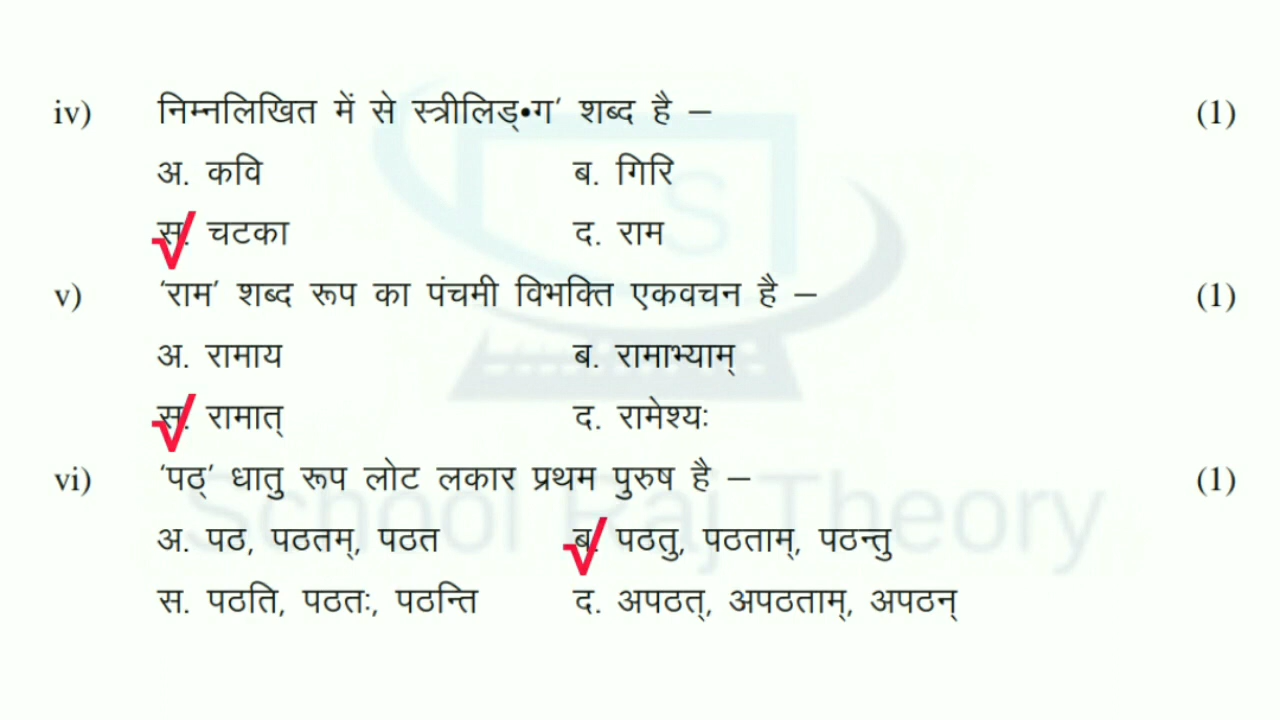 iv) निम्नलिखित में से स्त्रीलिड्•ग' शब्द है – (1)
अ. कवि ब. गिरि
स. चटका द. राम
v) 'राम' शब्द रूप का पंचमी विभक्ति एकवचन है – (1)
अ. रामाय ब. रामाभ्याम्
स. रामात् द. रामेश्यः
vi) 'पठ्' धातु रूप लोट लकार प्रथम पुरुष है – (1)
अ. पठ, पठतम्, पठत ब. पठतु, पठताम्, पठन्तु
स. पठति, पठतः, पठन्ति द. अपठत्, अपठताम्, अपठन्
S
School Raj Theory